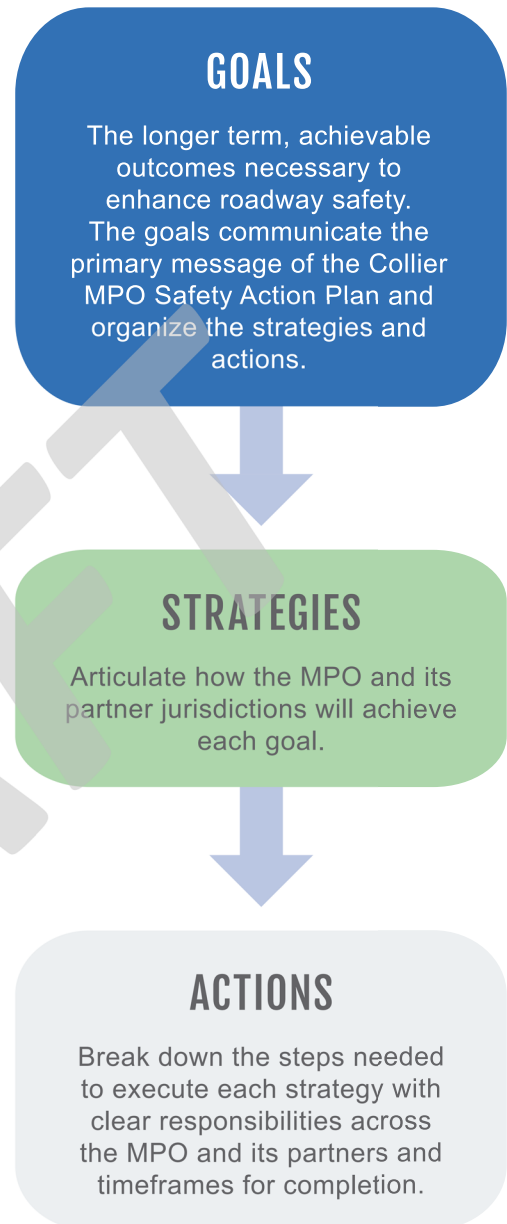 GOALS
The longer term, achievable
outcomes necessary to
enhance roadway safety.
The goals communicate the
primary message of the Collier
MPO Safety Action Plan and
organize the strategies and
actions.
STRATEGIES
Articulate how the MPO and its
partner jurisdictions will achieve
each goal.
ACTIONS
Break down the steps needed
to execute each strategy with
clear responsibilities across
the MPO and its partners and
timeframes for completion.